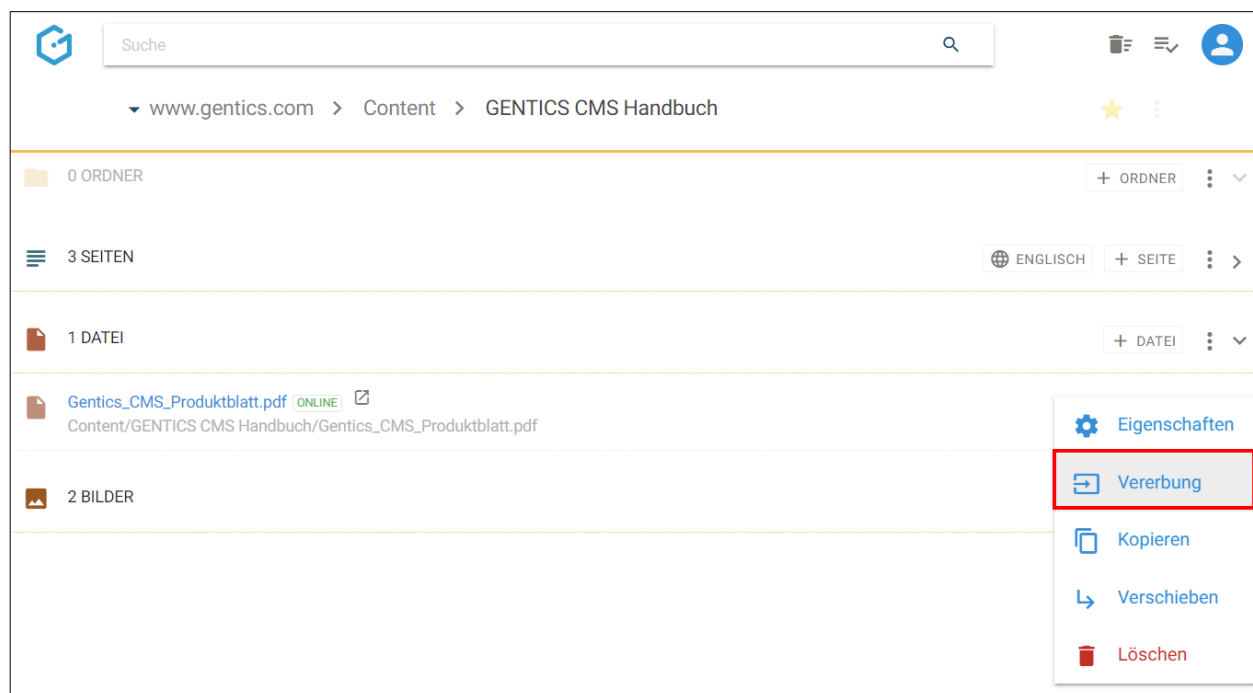 Suche
www.gentics.com > Content > GENTICS CMS Handbuch
0 ORDNER + ORDNER
3 SEITEN ENGLISCH + SEITE
1 DATEI + DATEI
Gentics_CMS_Produktblatt.pdf ONLINE
Content/GENTICS CMS Handbuch/Gentics_CMS_Produktblatt.pdf
2 BILDER
Eigenschaften
Vererbung
Kopieren
Verschieben
Löschen